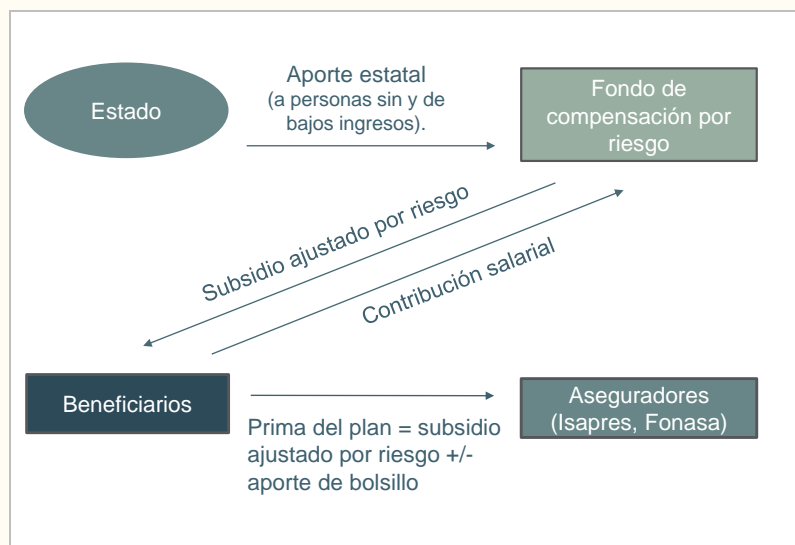 Estado
Aporte estatal
(a personas sin y de
bajos ingresos).
Fondo de
compensación por
riesgo
Subsidio ajustado por riesgo
Contribución salarial
Beneficiarios
Prima del plan = subsidio
ajustado por riesgo +/-
aporte de bolsillo
Aseguradores
(Isapres, Fonasa)